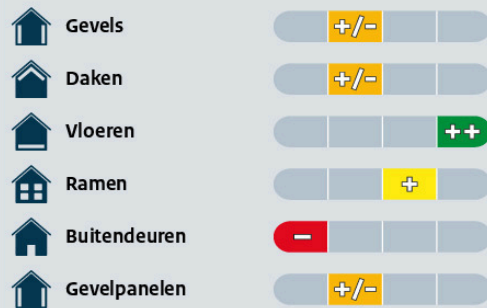 Gevels +/-
Daken +/-
Vloeren ++
Ramen +
Buitendeuren -
Gevelpanelen +/-